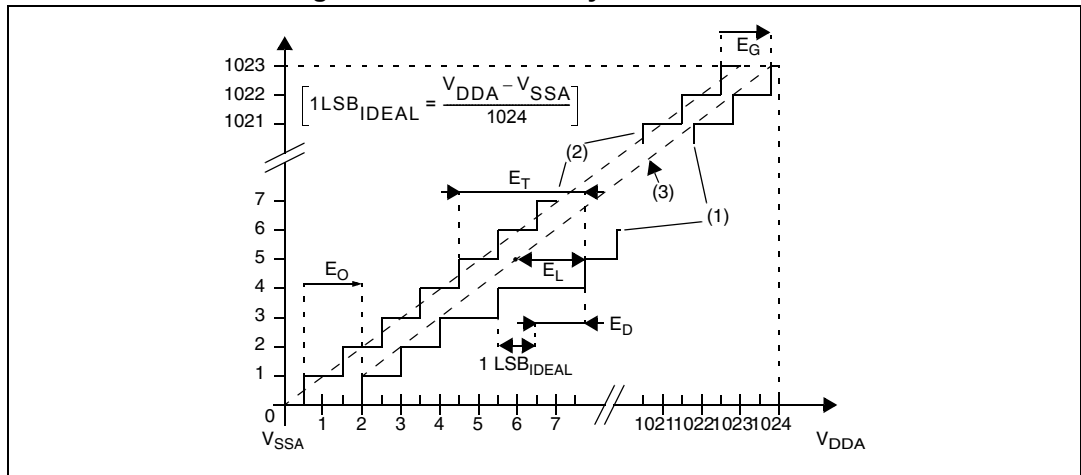 E_G
1023
1022
1021
[1LSB_IDEAL = (V_DDA – V_SSA) / 1024]
(2)
(3)
(1)
E_T
7
6
5
4
3
2
1
0
E_O
E_L
E_D
1 LSB_IDEAL
1 2 3 4 5 6 7 1021 1022 1023 1024
V_SSA
V_DDA